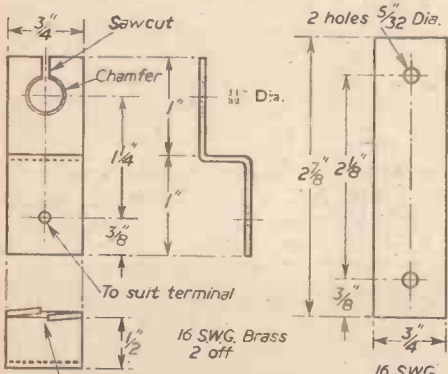 3/4"
Sawcut
Chamfer
1"
1 1/4"
1"
3/8"
Dia.
To suit terminal
1/2"
16 S.W.G. Brass
2 off
2 holes 5/32" Dia.
2 7/8"
2 1/8"
3/8"
3/4"
16 S.W.G.